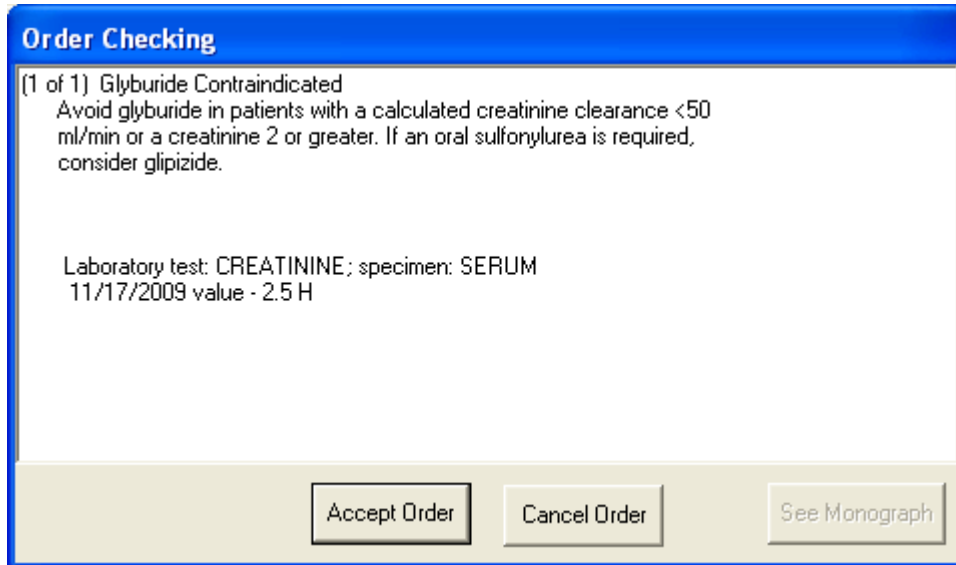 Order Checking
(1 of 1) Glyburide Contraindicated
Avoid glyburide in patients with a calculated creatinine clearance <50
ml/min or a creatinine 2 or greater. If an oral sulfonylurea is required,
consider glipizide.
Laboratory test: CREATININE; specimen: SERUM
11/17/2009 value - 2.5 H
Accept Order
Cancel Order
See Monograph